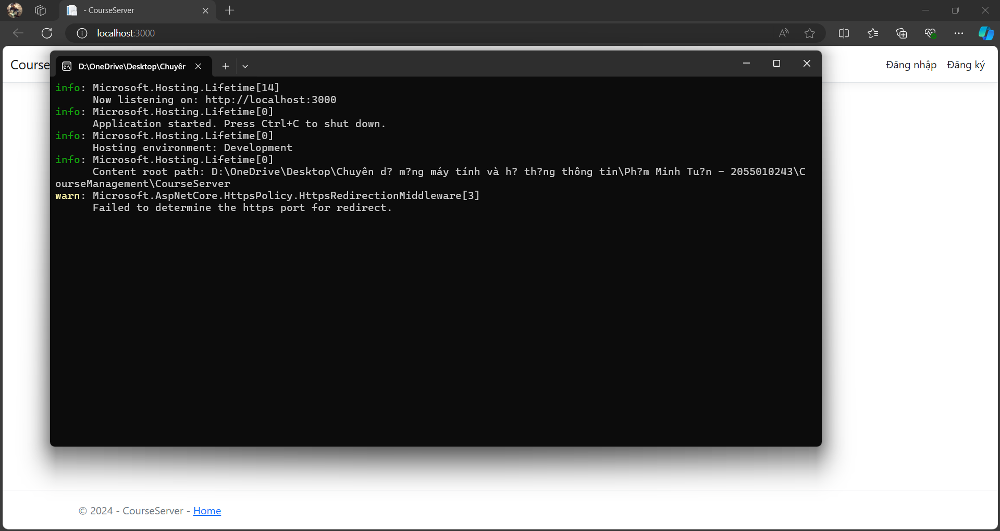 - CourseServer
localhost:3000
Course
Đăng nhập Đăng ký
D:\OneDrive\Desktop\Chuyên
info: Microsoft.Hosting.Lifetime[14]
Now listening on: http://localhost:3000
info: Microsoft.Hosting.Lifetime[0]
Application started. Press Ctrl+C to shut down.
info: Microsoft.Hosting.Lifetime[0]
Hosting environment: Development
info: Microsoft.Hosting.Lifetime[0]
Content root path: D:\OneDrive\Desktop\Chuyên d? m?ng máy tính và h? th?ng thông tin\Ph?m Minh Tu?n - 2055010243\C
ourseManagement\CourseServer
warn: Microsoft.AspNetCore.HttpsPolicy.HttpsRedirectionMiddleware[3]
Failed to determine the https port for redirect.
© 2024 - CourseServer - Home